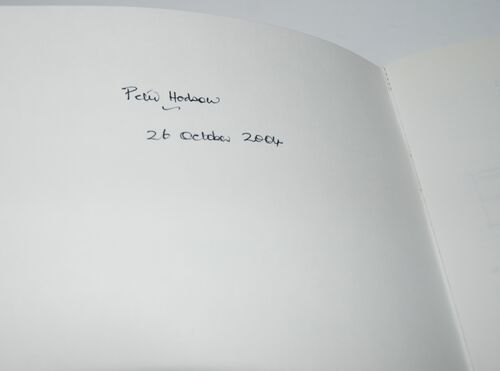 Peter Hodson
26 October 2004